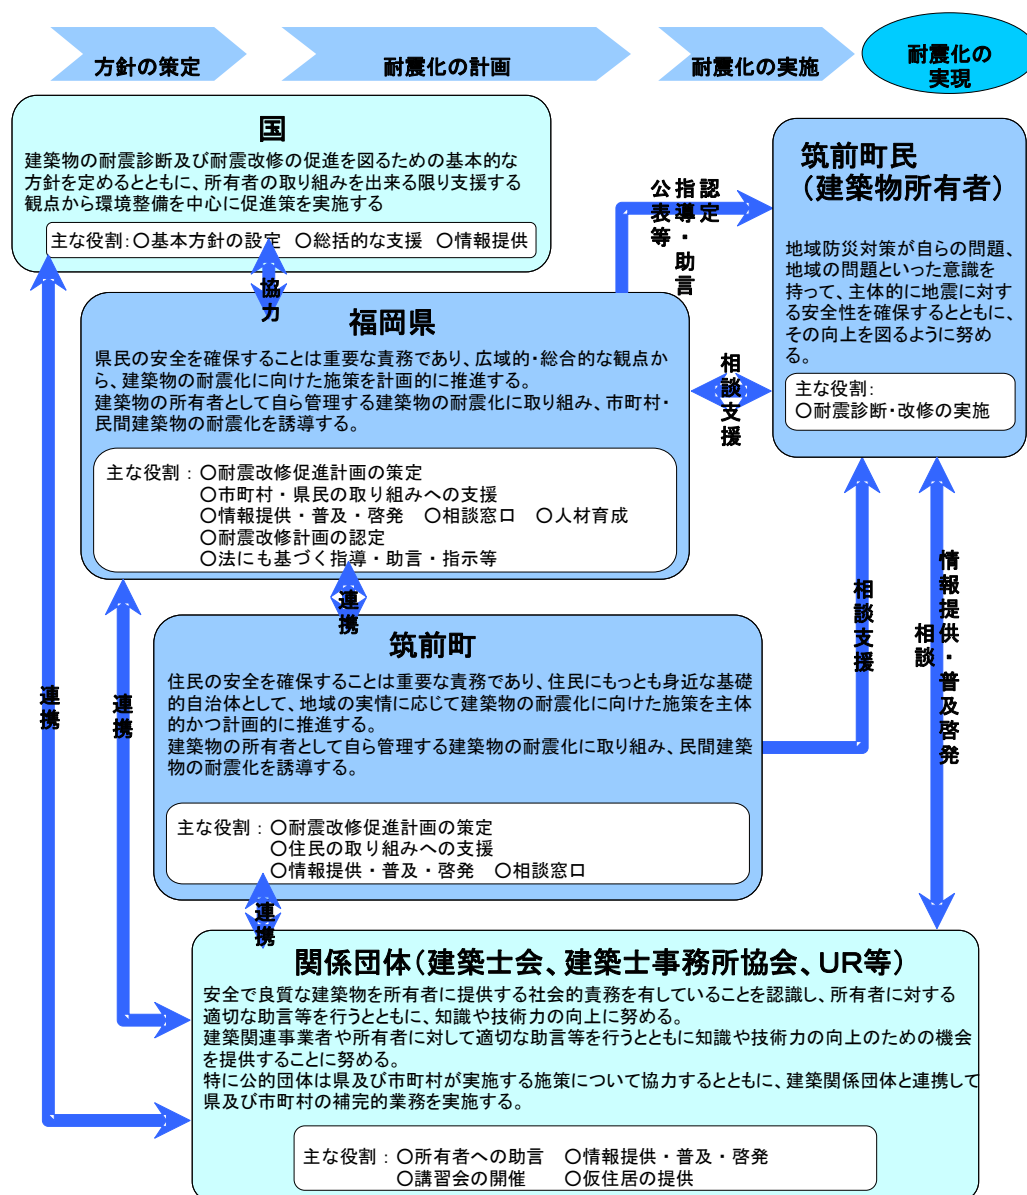 方針の策定
耐震化の計画
耐震化の実施
耐震化の
実現
国
建築物の耐震診断及び耐震改修の促進を図るための基本的な
方針を定めるとともに、所有者の取り組みを出来る限り支援する
観点から環境整備を中心に促進策を実施する
主な役割:〇基本方針の設定 〇総括的な支援 〇情報提供
協力
福岡県
県民の安全を確保することは重要な責務であり、広域的・総合的な観点か
ら、建築物の耐震化に向けた施策を計画的に推進する。
建築物の所有者として自ら管理する建築物の耐震化に取り組み、市町村・
民間建築物の耐震化を誘導する。
主な役割:〇耐震改修促進計画の策定
〇市町村・県民の取り組みへの支援
〇情報提供・普及・啓発 〇相談窓口 〇人材育成
〇耐震改修計画の認定
〇法にも基づく指導・助言・指示等
認定
指導・助言
公表等
相談支援
筑前町民
(建築物所有者)
地域防災対策が自らの問題、
地域の問題といった意識を
持って、主体的に地震に対す
る安全性を確保するとともに、
その向上を図るように努め
る。
主な役割:
〇耐震診断・改修の実施
連携
筑前町
住民の安全を確保することは重要な責務であり、住民にもっとも身近な基礎
的自治体として、地域の実情に応じて建築物の耐震化に向けた施策を主体
的かつ計画的に推進する。
建築物の所有者として自ら管理する建築物の耐震化に取り組み、民間建築
物の耐震化を誘導する。
主な役割:〇耐震改修促進計画の策定
〇住民の取り組みへの支援
〇情報提供・普及・啓発 〇相談窓口
連携
連携
連携
相談支援
情報提供・普及啓発
相談
関係団体(建築士会、建築士事務所協会、UR等)
安全で良質な建築物を所有者に提供する社会的責務を有していることを認識し、所有者に対する
適切な助言等を行うとともに、知識や技術力の向上に努める。
建築関連事業者や所有者に対して適切な助言等を行うとともに知識や技術力の向上のための機会
を提供することに努める。
特に公的団体は県及び市町村が実施する施策について協力するとともに、建築関係団体と連携して
県及び市町村の補完的業務を実施する。
主な役割:〇所有者への助言 〇情報提供・普及・啓発
〇講習会の開催 〇仮住居の提供